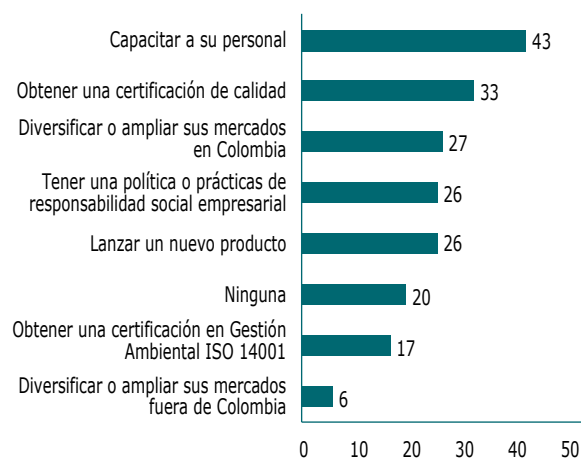 Capacitar a su personal
43
Obtener una certificación de calidad
33
Diversificar o ampliar sus mercados
en Colombia
27
Tener una política o prácticas de
responsabilidad social empresarial
26
Lanzar un nuevo producto
26
Ninguna
20
Obtener una certificación en Gestión
Ambiental ISO 14001
17
Diversificar o ampliar sus mercados
fuera de Colombia
6
0 10 20 30 40 50